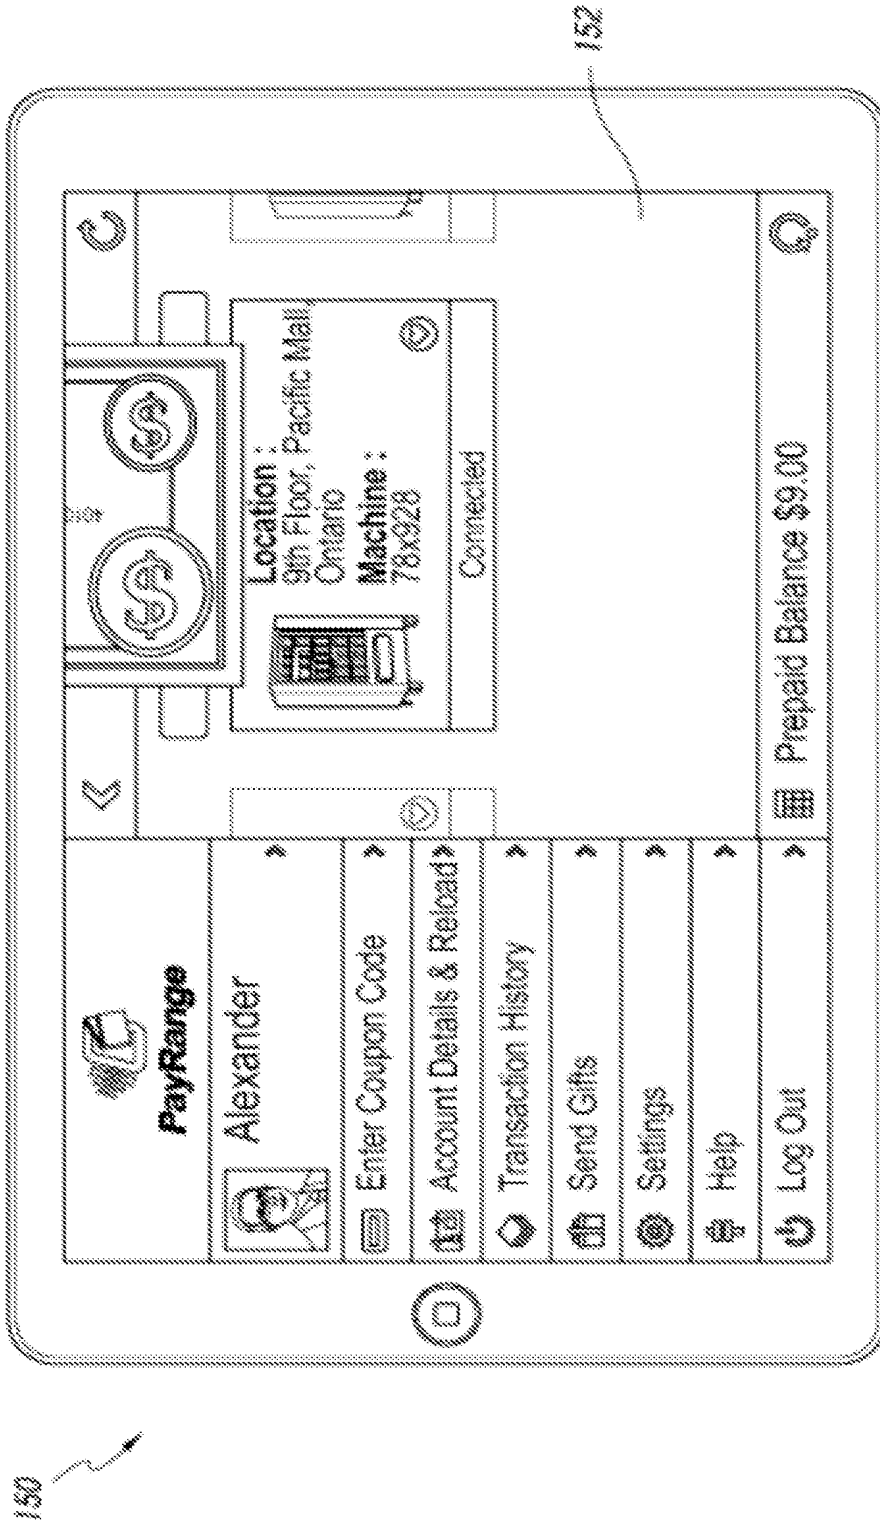 150
152
PayRange
Alexander
Enter Coupon Code
Account Details & Reload
Transaction History
Send Gifts
Settings
Help
Log Out
$ $
Location :
9th Floor, Pacific Mall,
Ontario
Machine :
78x928
Connected
Prepaid Balance $9.00